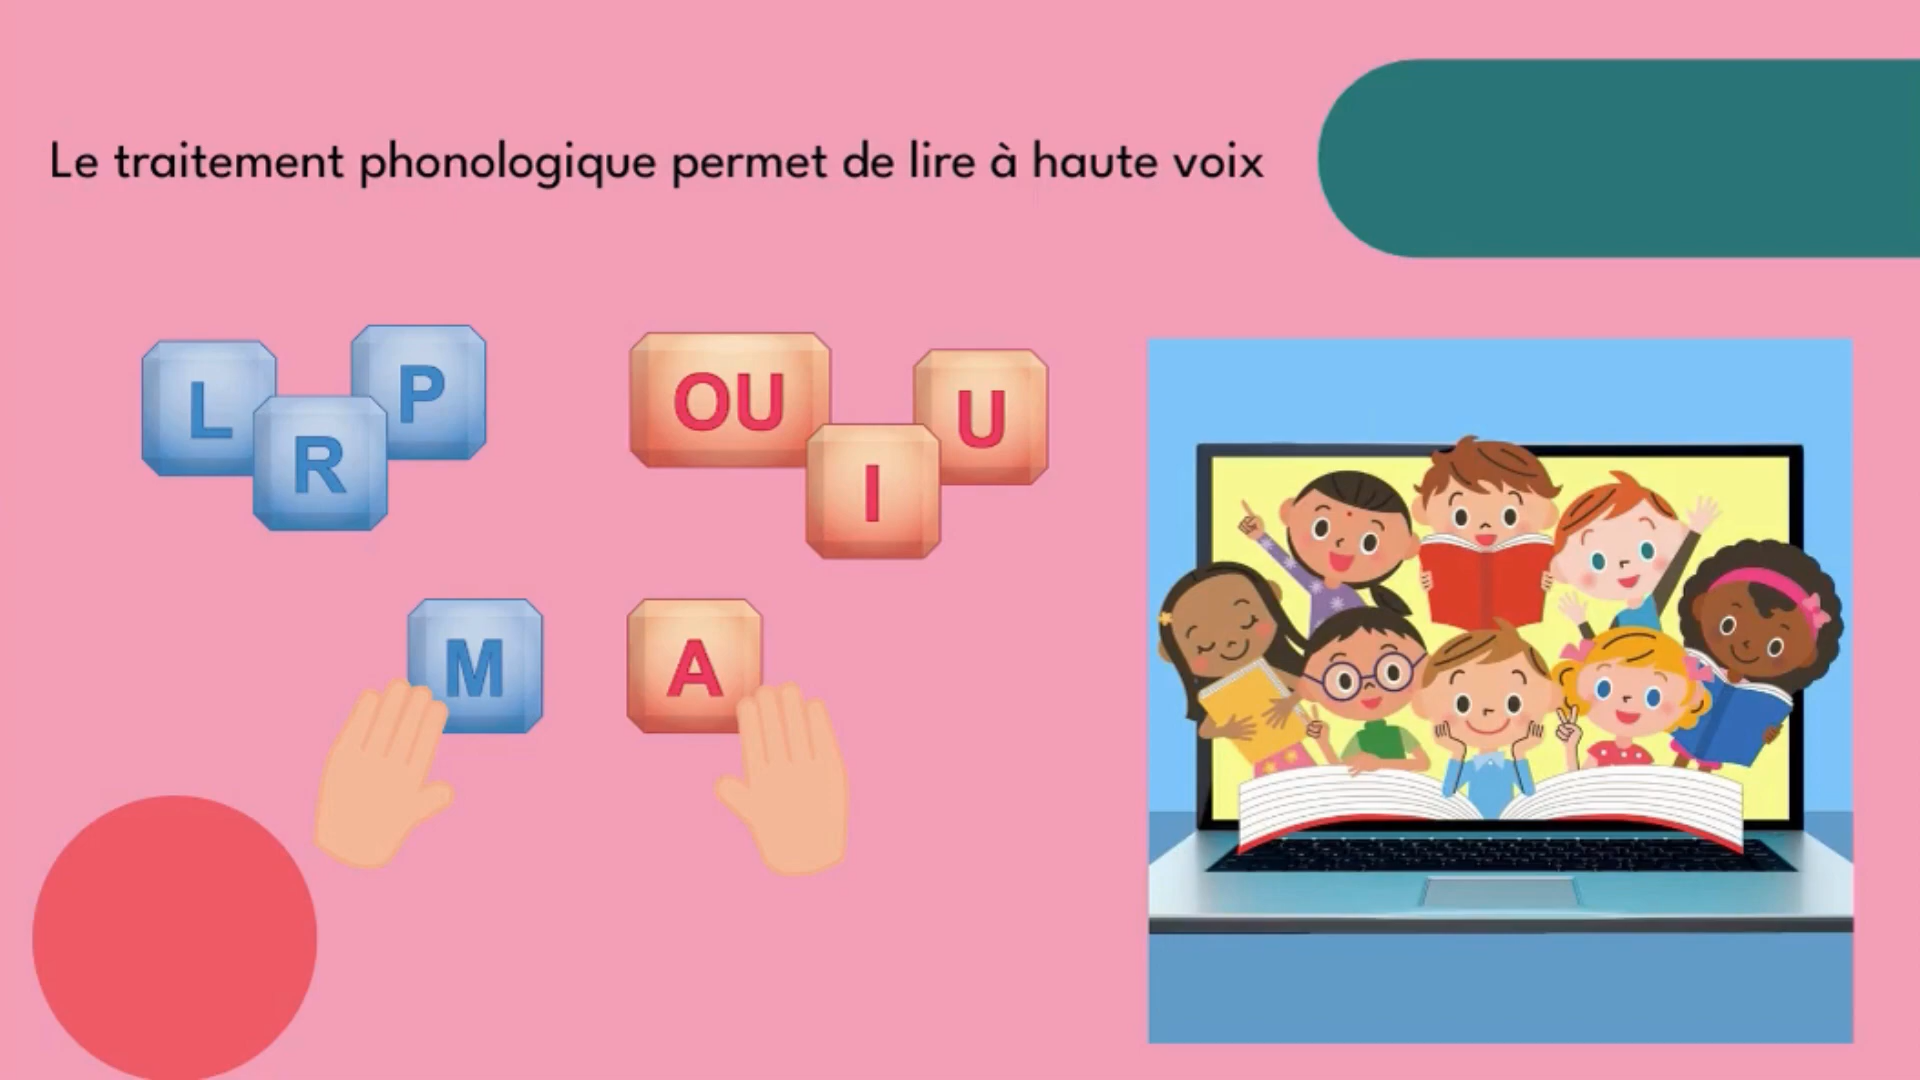 Le traitement phonologique permet de lire à haute voix
L
R
P
OU
I
U
M
A